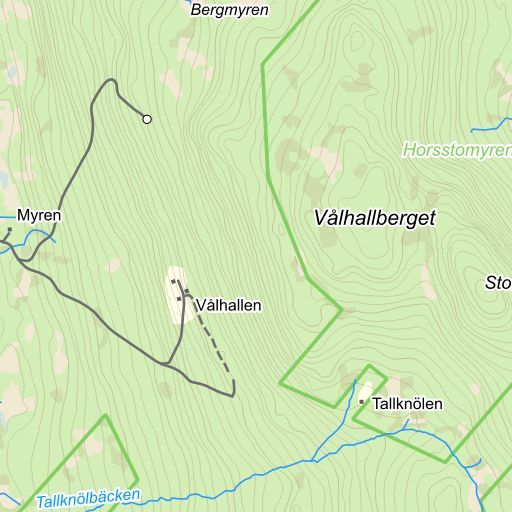 Bergmyren
Horsstomyren
Myren
Vålhallberget
Sto
Vålhallen
Tallknölen
Tallknölbäcken